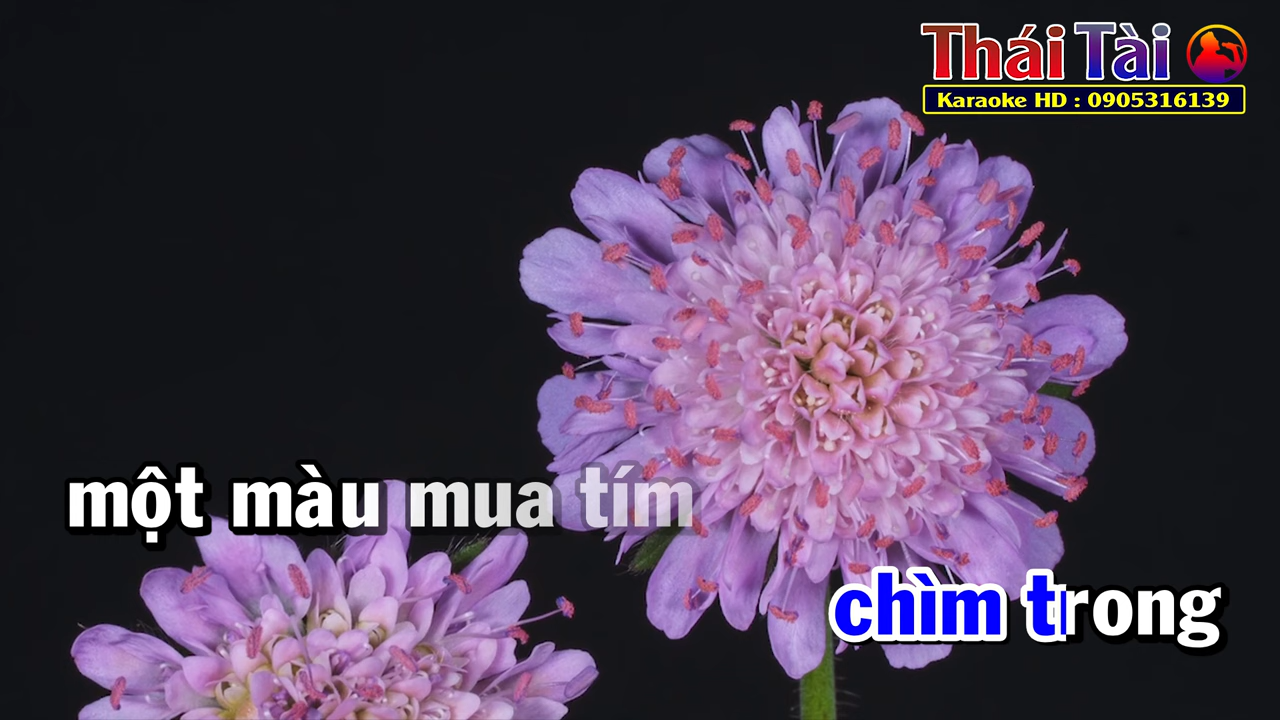 Thái Tài
Karaoke HD : 0905316139
một màu mua tím
chìm trong